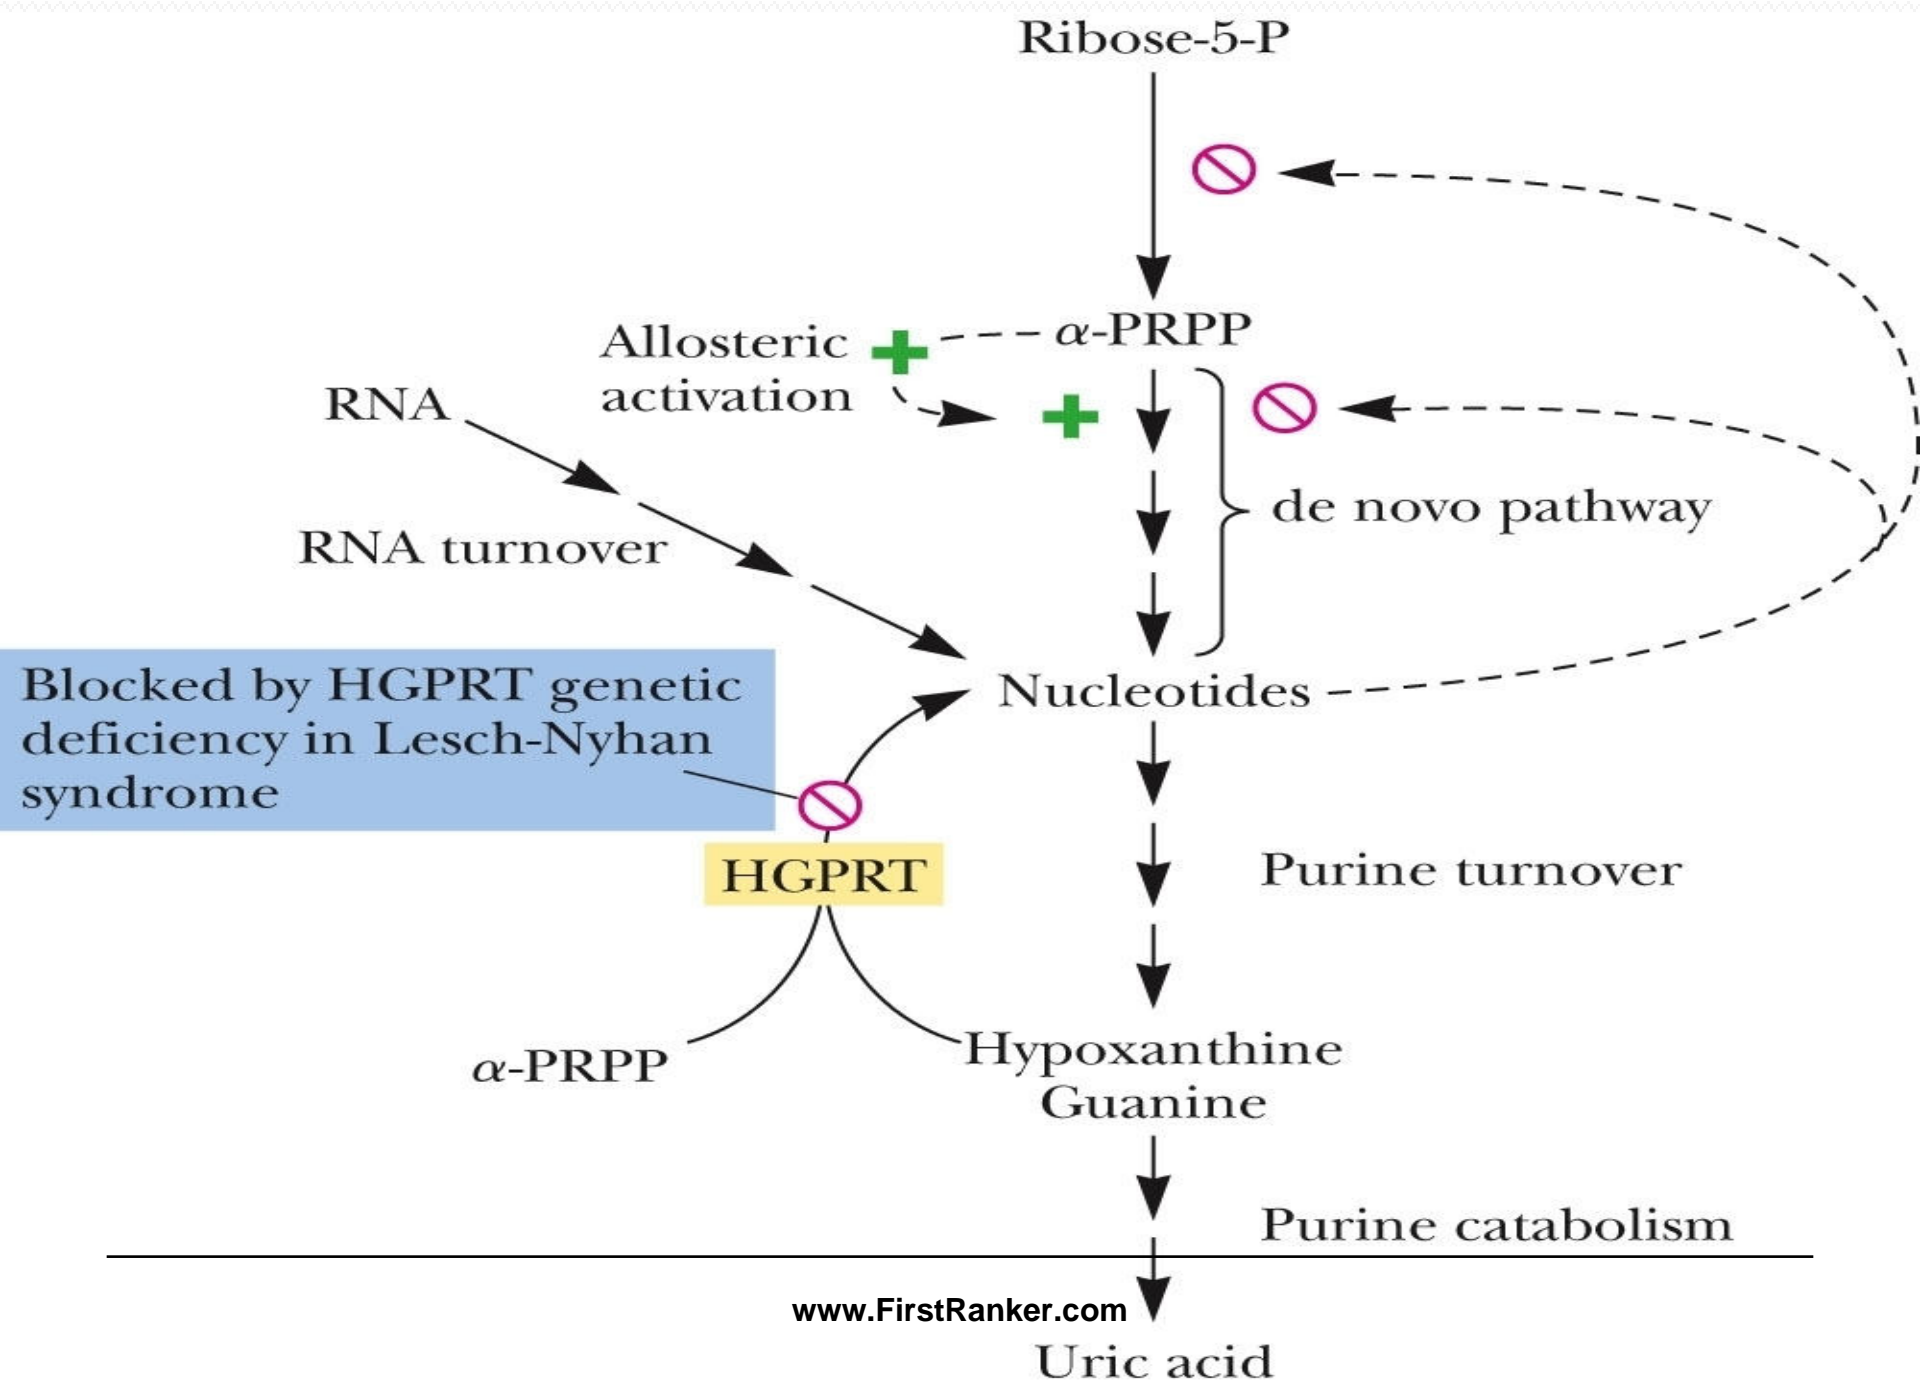 Ribose-5-P
α-PRPP
Allosteric
activation
RNA
de novo pathway
RNA turnover
Blocked by HGPRT genetic
deficiency in Lesch-Nyhan
syndrome
Nucleotides
HGPRT
Purine turnover
α-PRPP
Hypoxanthine
Guanine
Purine catabolism
www.FirstRanker.com
Uric acid